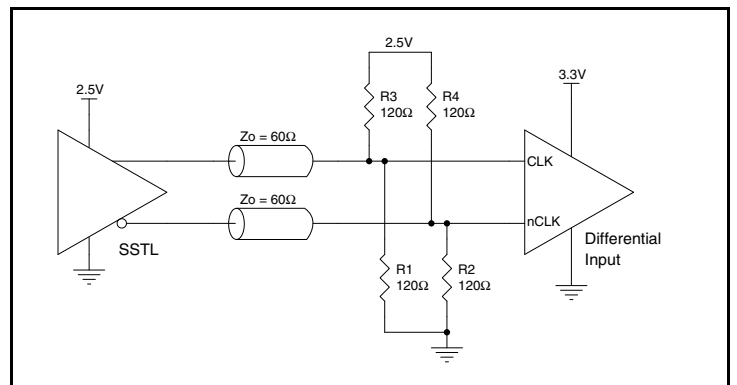 2.5V
3.3V
2.5V
R3
120Ω
R4
120Ω
Zo = 60Ω
CLK
Zo = 60Ω
nCLK
SSTL
Differential
Input
R1
120Ω
R2
120Ω